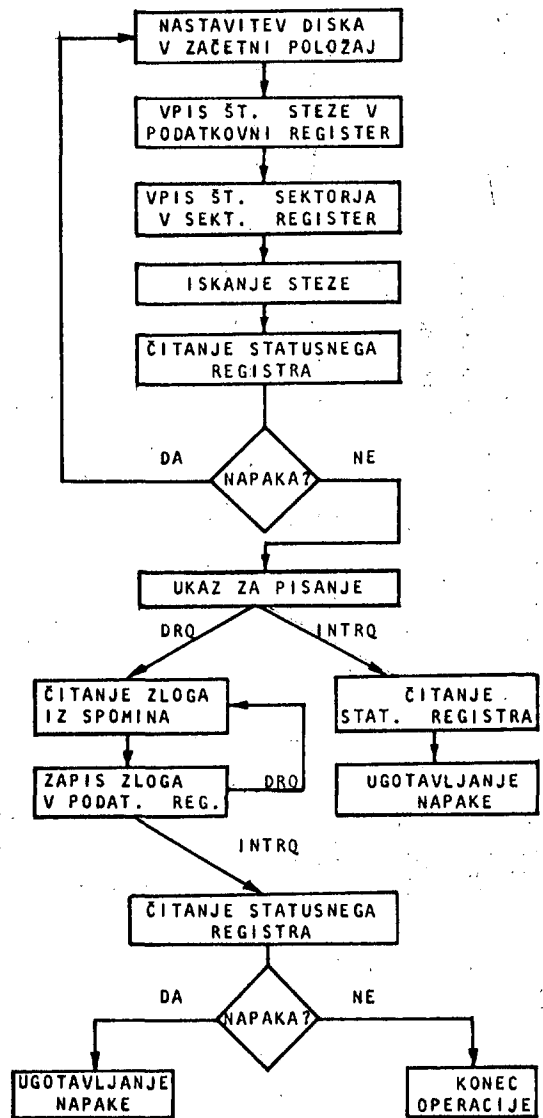 NASTAVITEV DISKA
V ZAČETNI POLOŽAJ
VPIS ŠT. STEZE V
PODATKOVNI REGISTER
VPIS ŠT. SEKTORJA
V SEKT. REGISTER
ISKANJE STEZE
ČITANJE STATUSNEGA
REGISTRA
DA
NAPAKA?
NE
UKAZ ZA PISANJE
DRQ
INTRQ
ČITANJE ZLOGA
IZ SPOMINA
ČITANJE
STAT. REGISTRA
ZAPIS ZLOGA
V PODAT. REG.
DRQ
UGOTAVLJANJE
NAPAKE
INTRQ
ČITANJE STATUSNEGA
REGISTRA
DA
NAPAKA?
NE
UGOTAVLJANJE
NAPAKE
KONEC
OPERACIJE